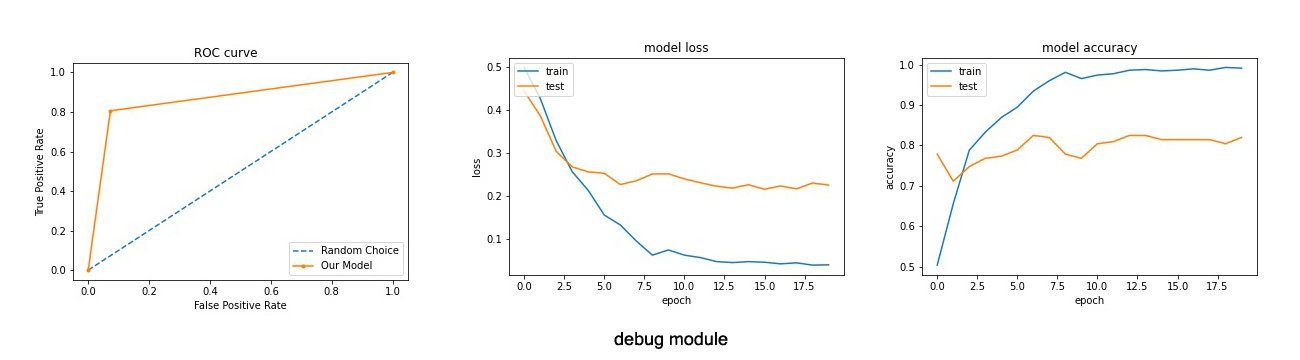 ROC curve
1.0
0.8
0.6
0.4
0.2
0.0
True Positive Rate
0.0 0.2 0.4 0.6 0.8 1.0
False Positive Rate
Random Choice
Our Model
model loss
0.5
0.4
0.3
0.2
0.1
loss
train
test
0.0 2.5 5.0 7.5 10.0 12.5 15.0 17.5
epoch
model accuracy
1.0
0.9
0.8
0.7
0.6
0.5
accuracy
train
test
0.0 2.5 5.0 7.5 10.0 12.5 15.0 17.5
epoch
debug module